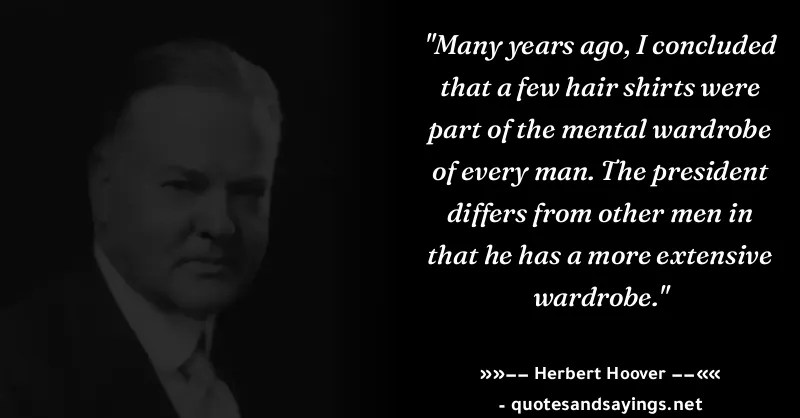 "Many years ago, I concluded
that a few hair shirts were
part of the mental wardrobe
of every man. The president
differs from other men in
that he has a more extensive
wardrobe."
»»–– Herbert Hoover ––««
- quotesandsayings.net